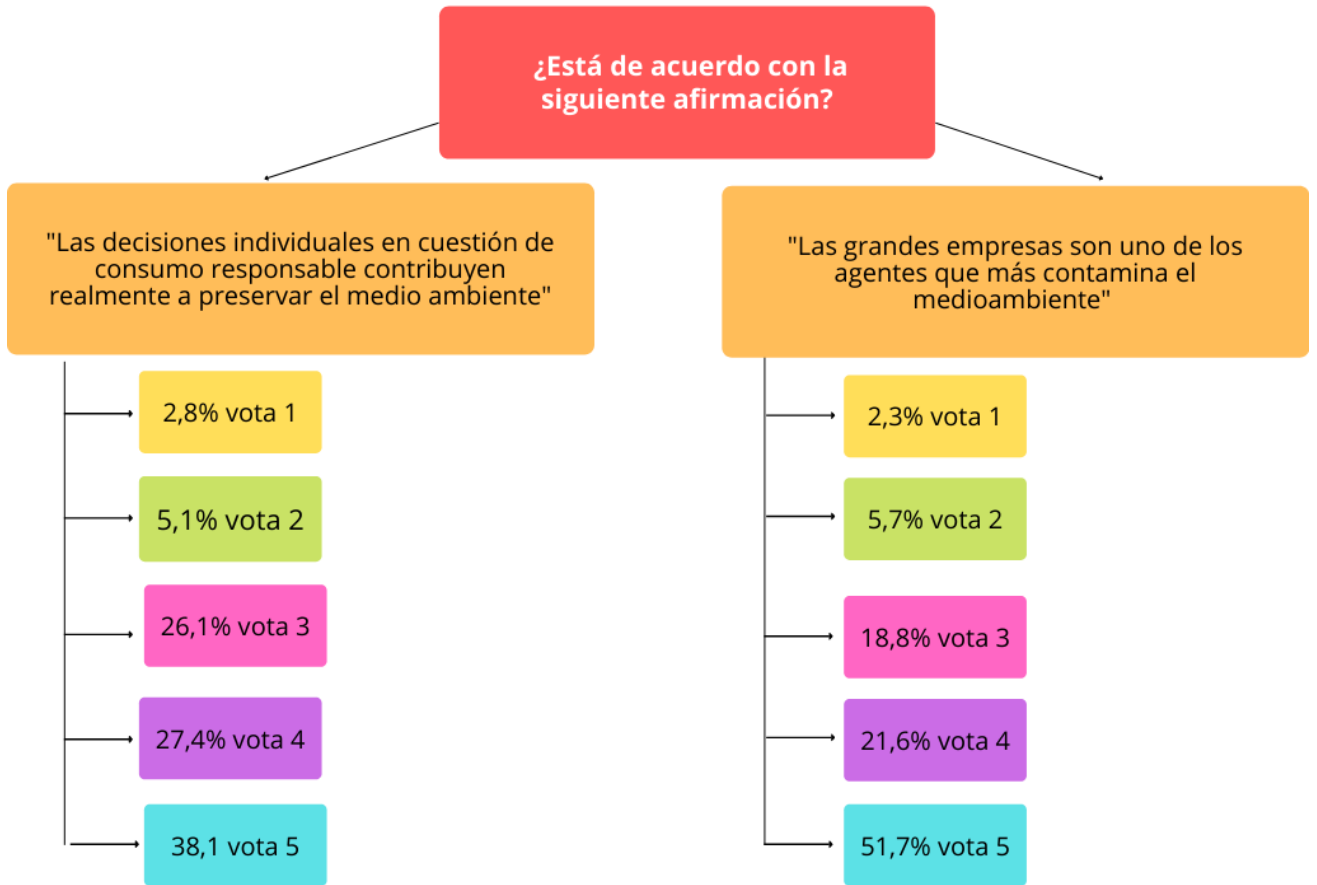 ¿Está de acuerdo con la
siguiente afirmación?
"Las decisiones individuales en cuestión de
consumo responsable contribuyen
realmente a preservar el medio ambiente"
2,8% vota 1
5,1% vota 2
26,1% vota 3
27,4% vota 4
38,1 vota 5
"Las grandes empresas son uno de los
agentes que más contamina el
medioambiente"
2,3% vota 1
5,7% vota 2
18,8% vota 3
21,6% vota 4
51,7% vota 5